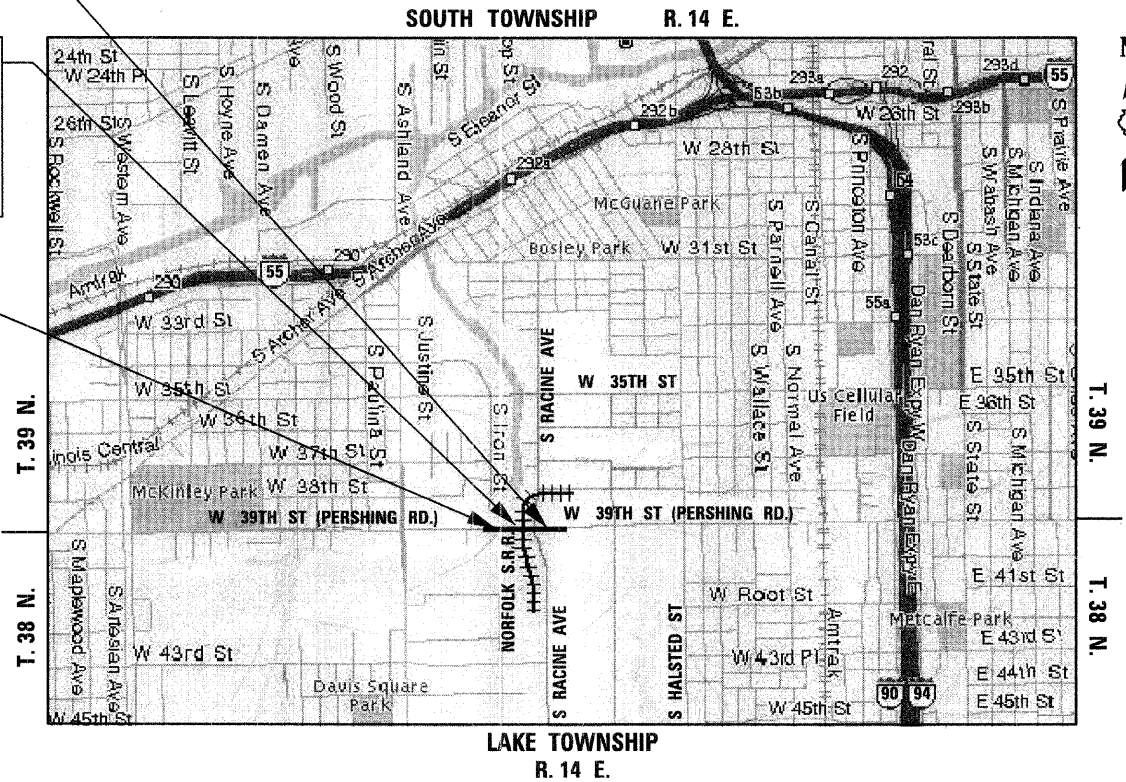 SOUTH TOWNSHIP R. 14 E.
24th St
W 24th Pl
26th St
S Rockwell St
S Western Ave
S Leavitt St
S Hoyne Ave
S Damen Ave
S Wood St
S Ashland Ave
S Eleanor St
292b
292a
290
290
55
Amtrak
S Archer Ave
S Archer Ave
53b
293a
292
293d
293b
55
W 26th St
W 28th St
McGuane Park
Bosley Park
W 31st St
S Parnell Ave
S Canal St
S Princeton Ave
54
53c
55a
S Dearborn St
S State St
S Wabash Ave
S Michigan Ave
S Indiana Ave
S Prairie Ave
W 33rd St
W 35th St
W 36th St
W 37th St
W 38th St
S Paulina St
S Justine St
S Iron St
S RACINE AVE
W 35TH ST
S Wallace St
S Normal Ave
Us Cellular
Field
Dan Ryan Expy W
Dan Ryan Expy E
E 35th St
E 36th St
S State St
S Michigan Ave
T. 39 N.
T. 39 N.
inois Central
McKinley Park
W 39TH ST (PERSHING RD.)
W 39TH ST (PERSHING RD.)
NORFOLK S.R.R.
S RACINE AVE
S HALSTED ST
W Root St
Amtrak
Metcalfe Park
E 41st St
E 43rd St
E 44th St
E 45th St
T. 38 N.
T. 38 N.
S Maplewood Ave
S Artesian Ave
W 43rd St
W 45th St
Davis Square
Park
W 43rd Pl
W 45th St
90 94
LAKE TOWNSHIP
R. 14 E.